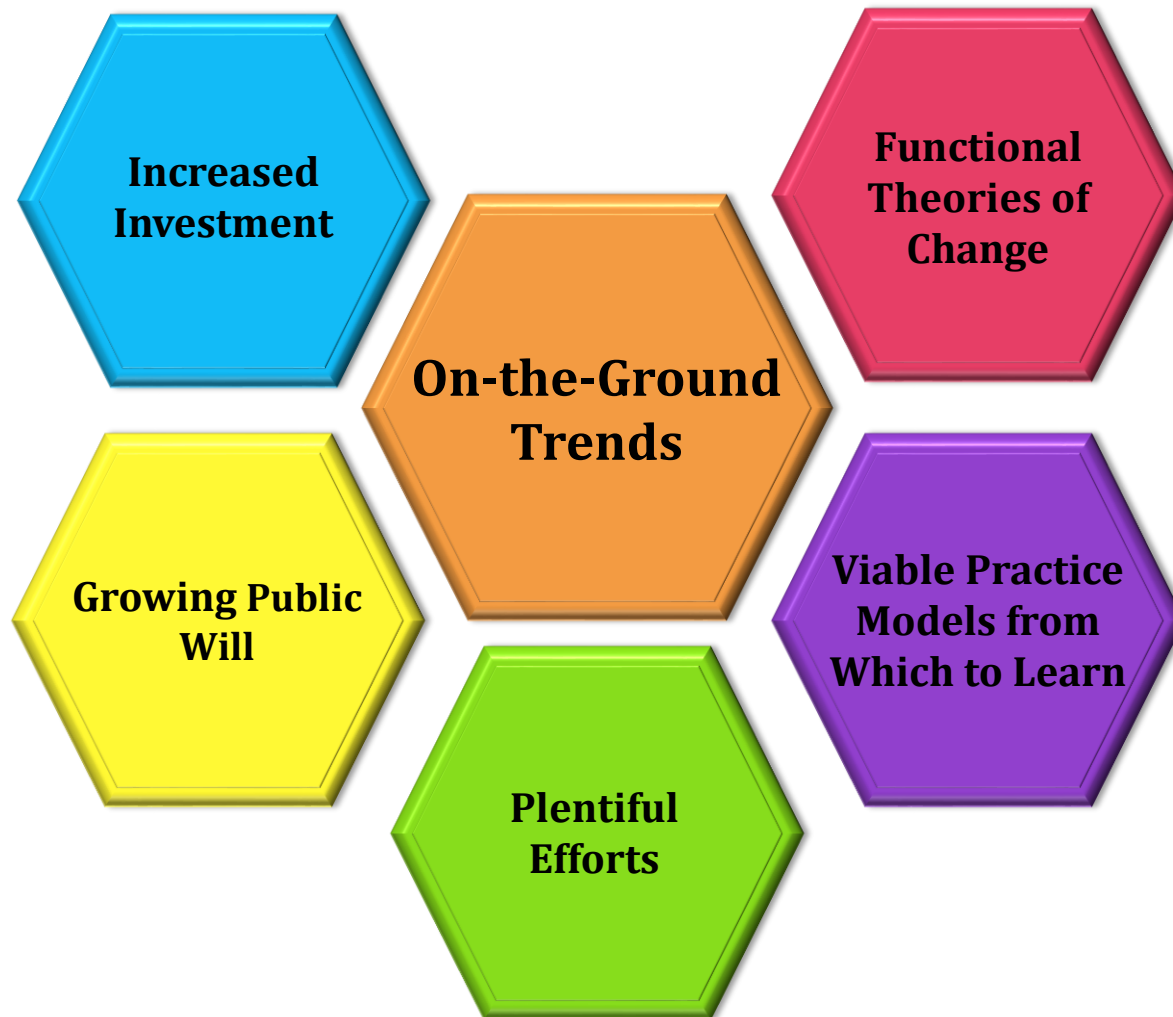 Increased
Investment
Functional
Theories of
Change
On-the-Ground
Trends
Growing Public
Will
Viable Practice
Models from
Which to Learn
Plentiful
Efforts